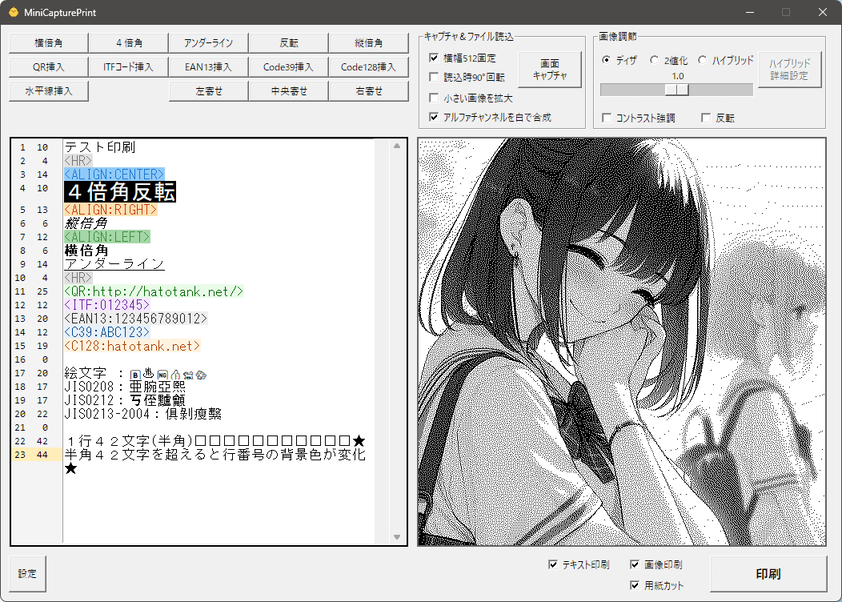 MiniCapturePrint
横倍角 4倍角 アンダーライン 反転 縦倍角
QR挿入 ITFコード挿入 EAN13挿入 Code39挿入 Code128挿入
水平線挿入 左寄せ 中央寄せ 右寄せ
キャプチャ&ファイル読込
横幅512固定
読込時90°回転
小さい画像を拡大
アルファチャンネルを白で合成
画面
キャプチャ
画像調節
ディザ 2値化 ハイブリッド
1.0
コントラスト強調 反転
ハイブリッド
詳細設定
1 10 テスト印刷
2 4 <HR>
3 14 <ALIGN:CENTER>
4 10 4倍角反転
5 13 <ALIGN:RIGHT>
6 6 縦倍角
7 12 <ALIGN:LEFT>
8 6 横倍角
9 14 アンダーライン
10 4 <HR>
11 25 <QR:http://hatotank.net/>
12 12 <ITF:012345>
13 20 <EAN13:123456789012>
14 12 <C39:ABC123>
15 19 <C128:hatotank.net>
16 0
17 20 絵文字 :
18 17 JIS0208:亜腕亞熙
19 17 JIS0212:
20 22 JIS0213-2004:俱剝瘦繫
21 0
22 42 1行42文字(半角)□□□□□□□□□□□★
23 44 半角42文字を超えると行番号の背景色が変化
★
設定
テキスト印刷 画像印刷
用紙カット
印刷